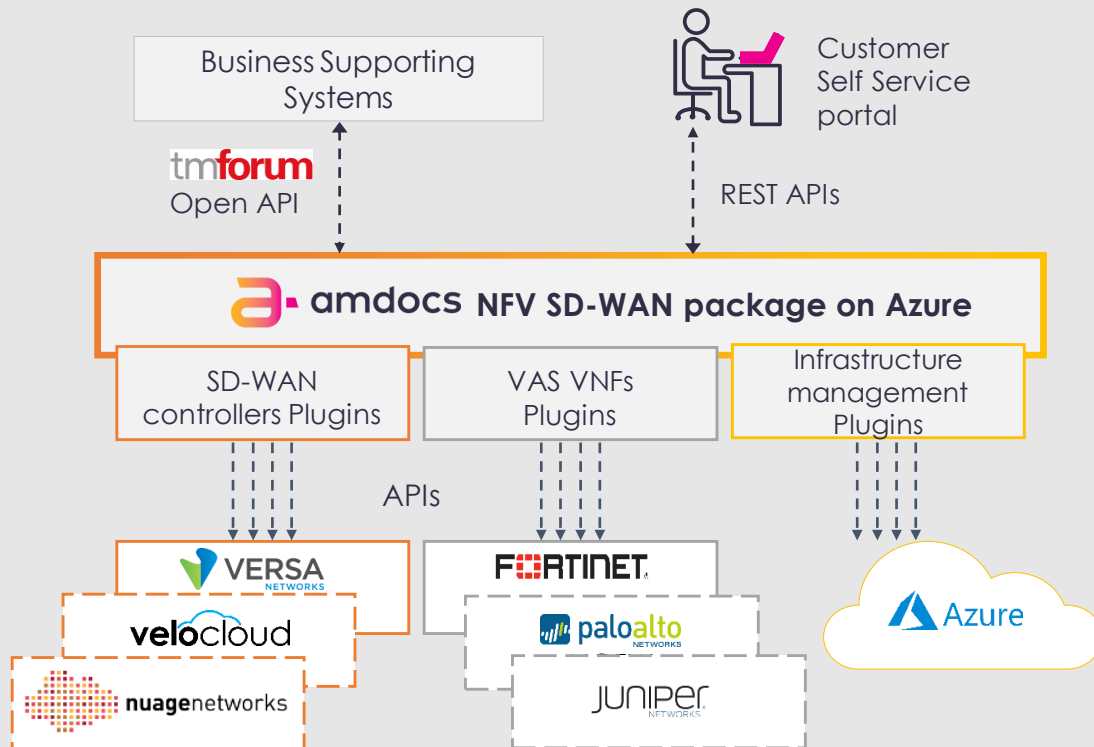 Business Supporting
Systems
Customer
Self Service
portal
tmforum
Open API
REST APIs
amdocs NFV SD-WAN package on Azure
SD-WAN
controllers Plugins
VAS VNFs
Plugins
Infrastructure
management
Plugins
APIs
VERSA
NETWORKS
velocloud
nuagenetworks
FORTINET
paloalto
NETWORKS
JUNIPER
NETWORKS
Azure